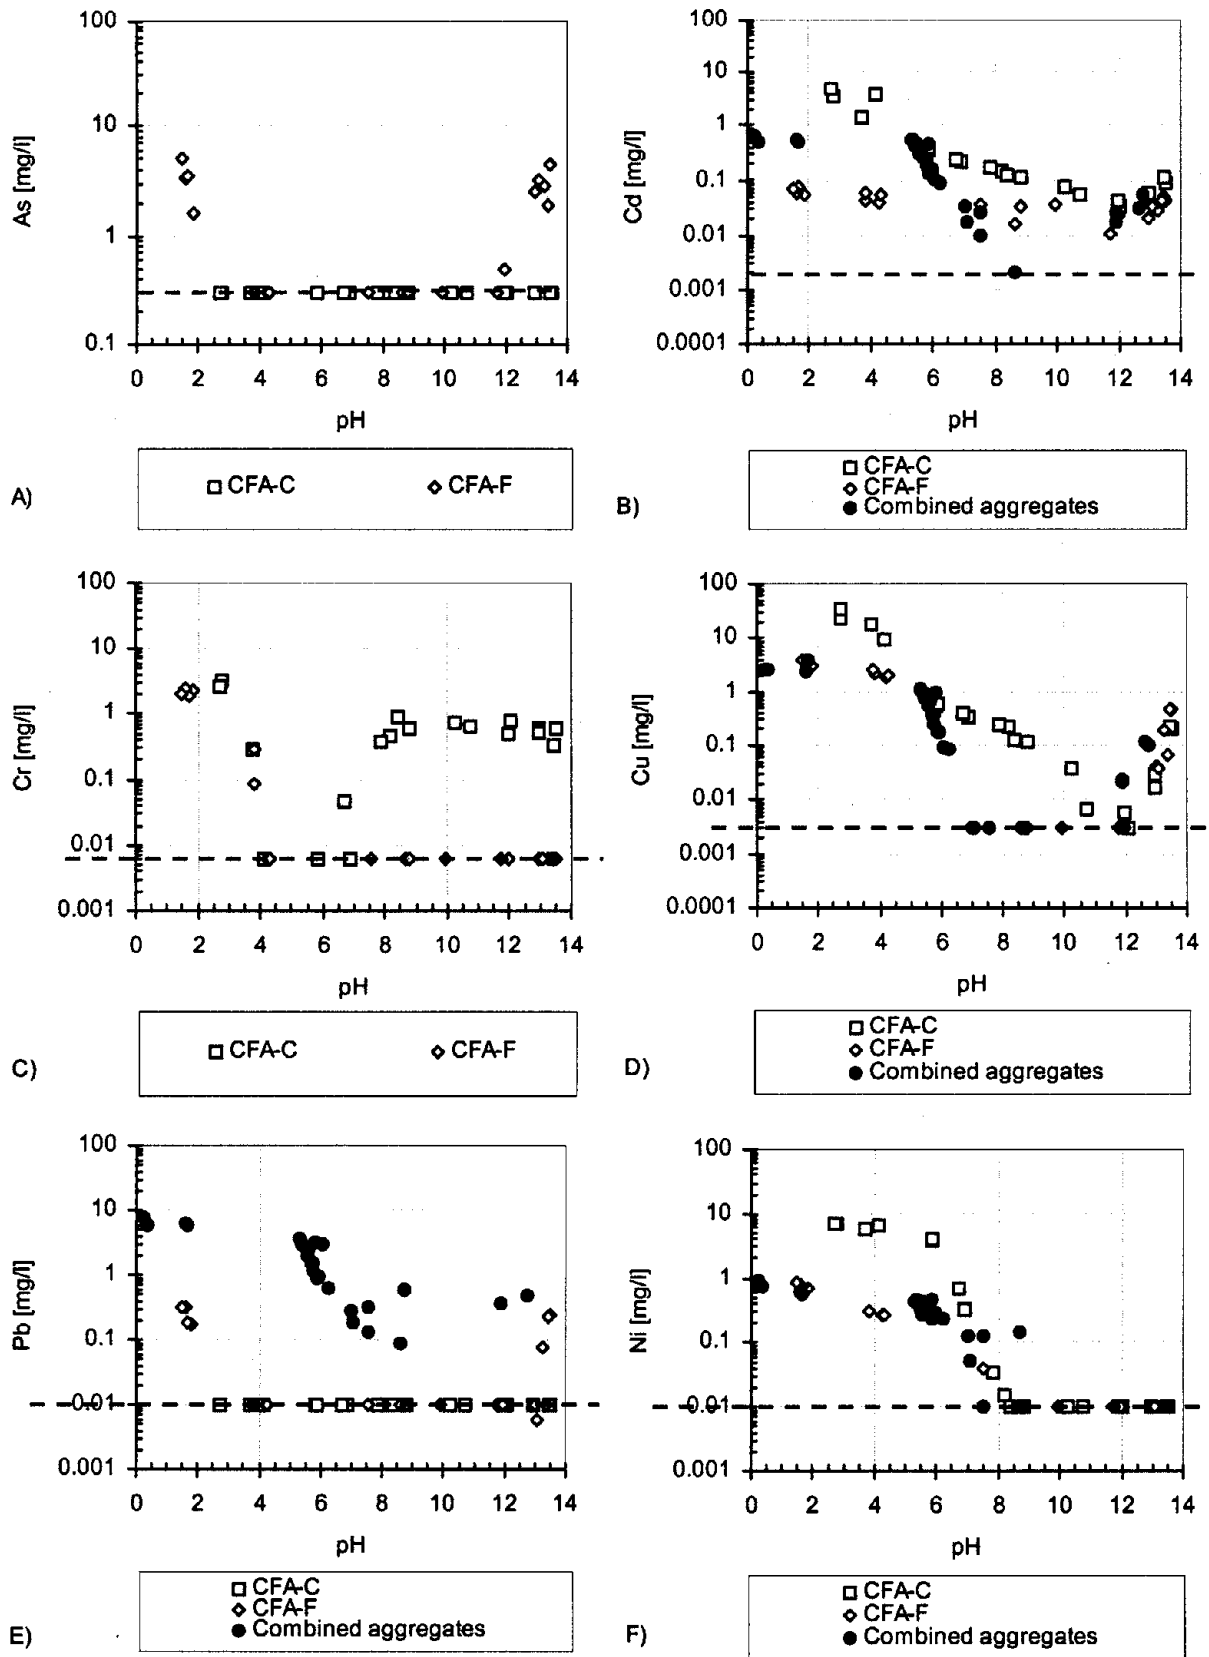 100
10
1
0.1
As [mg/l]
0 2 4 6 8 10 12 14
pH
CFA-C CFA-F
A)
100
10
1
0.1
0.01
0.001
0.0001
Cd [mg/l]
0 2 4 6 8 10 12 14
pH
CFA-C
CFA-F
Combined aggregates
B)
100
10
1
0.1
0.01
0.001
Cr [mg/l]
0 2 4 6 8 10 12 14
pH
CFA-C CFA-F
C)
100
10
1
0.1
0.01
0.001
0.0001
Cu [mg/l]
0 2 4 6 8 10 12 14
pH
CFA-C
CFA-F
Combined aggregates
D)
100
10
1
0.1
0.01
0.001
Pb [mg/l]
0 2 4 6 8 10 12 14
pH
CFA-C
CFA-F
Combined aggregates
E)
100
10
1
0.1
0.01
0.001
Ni [mg/l]
0 2 4 6 8 10 12 14
pH
CFA-C
CFA-F
Combined aggregates
F)